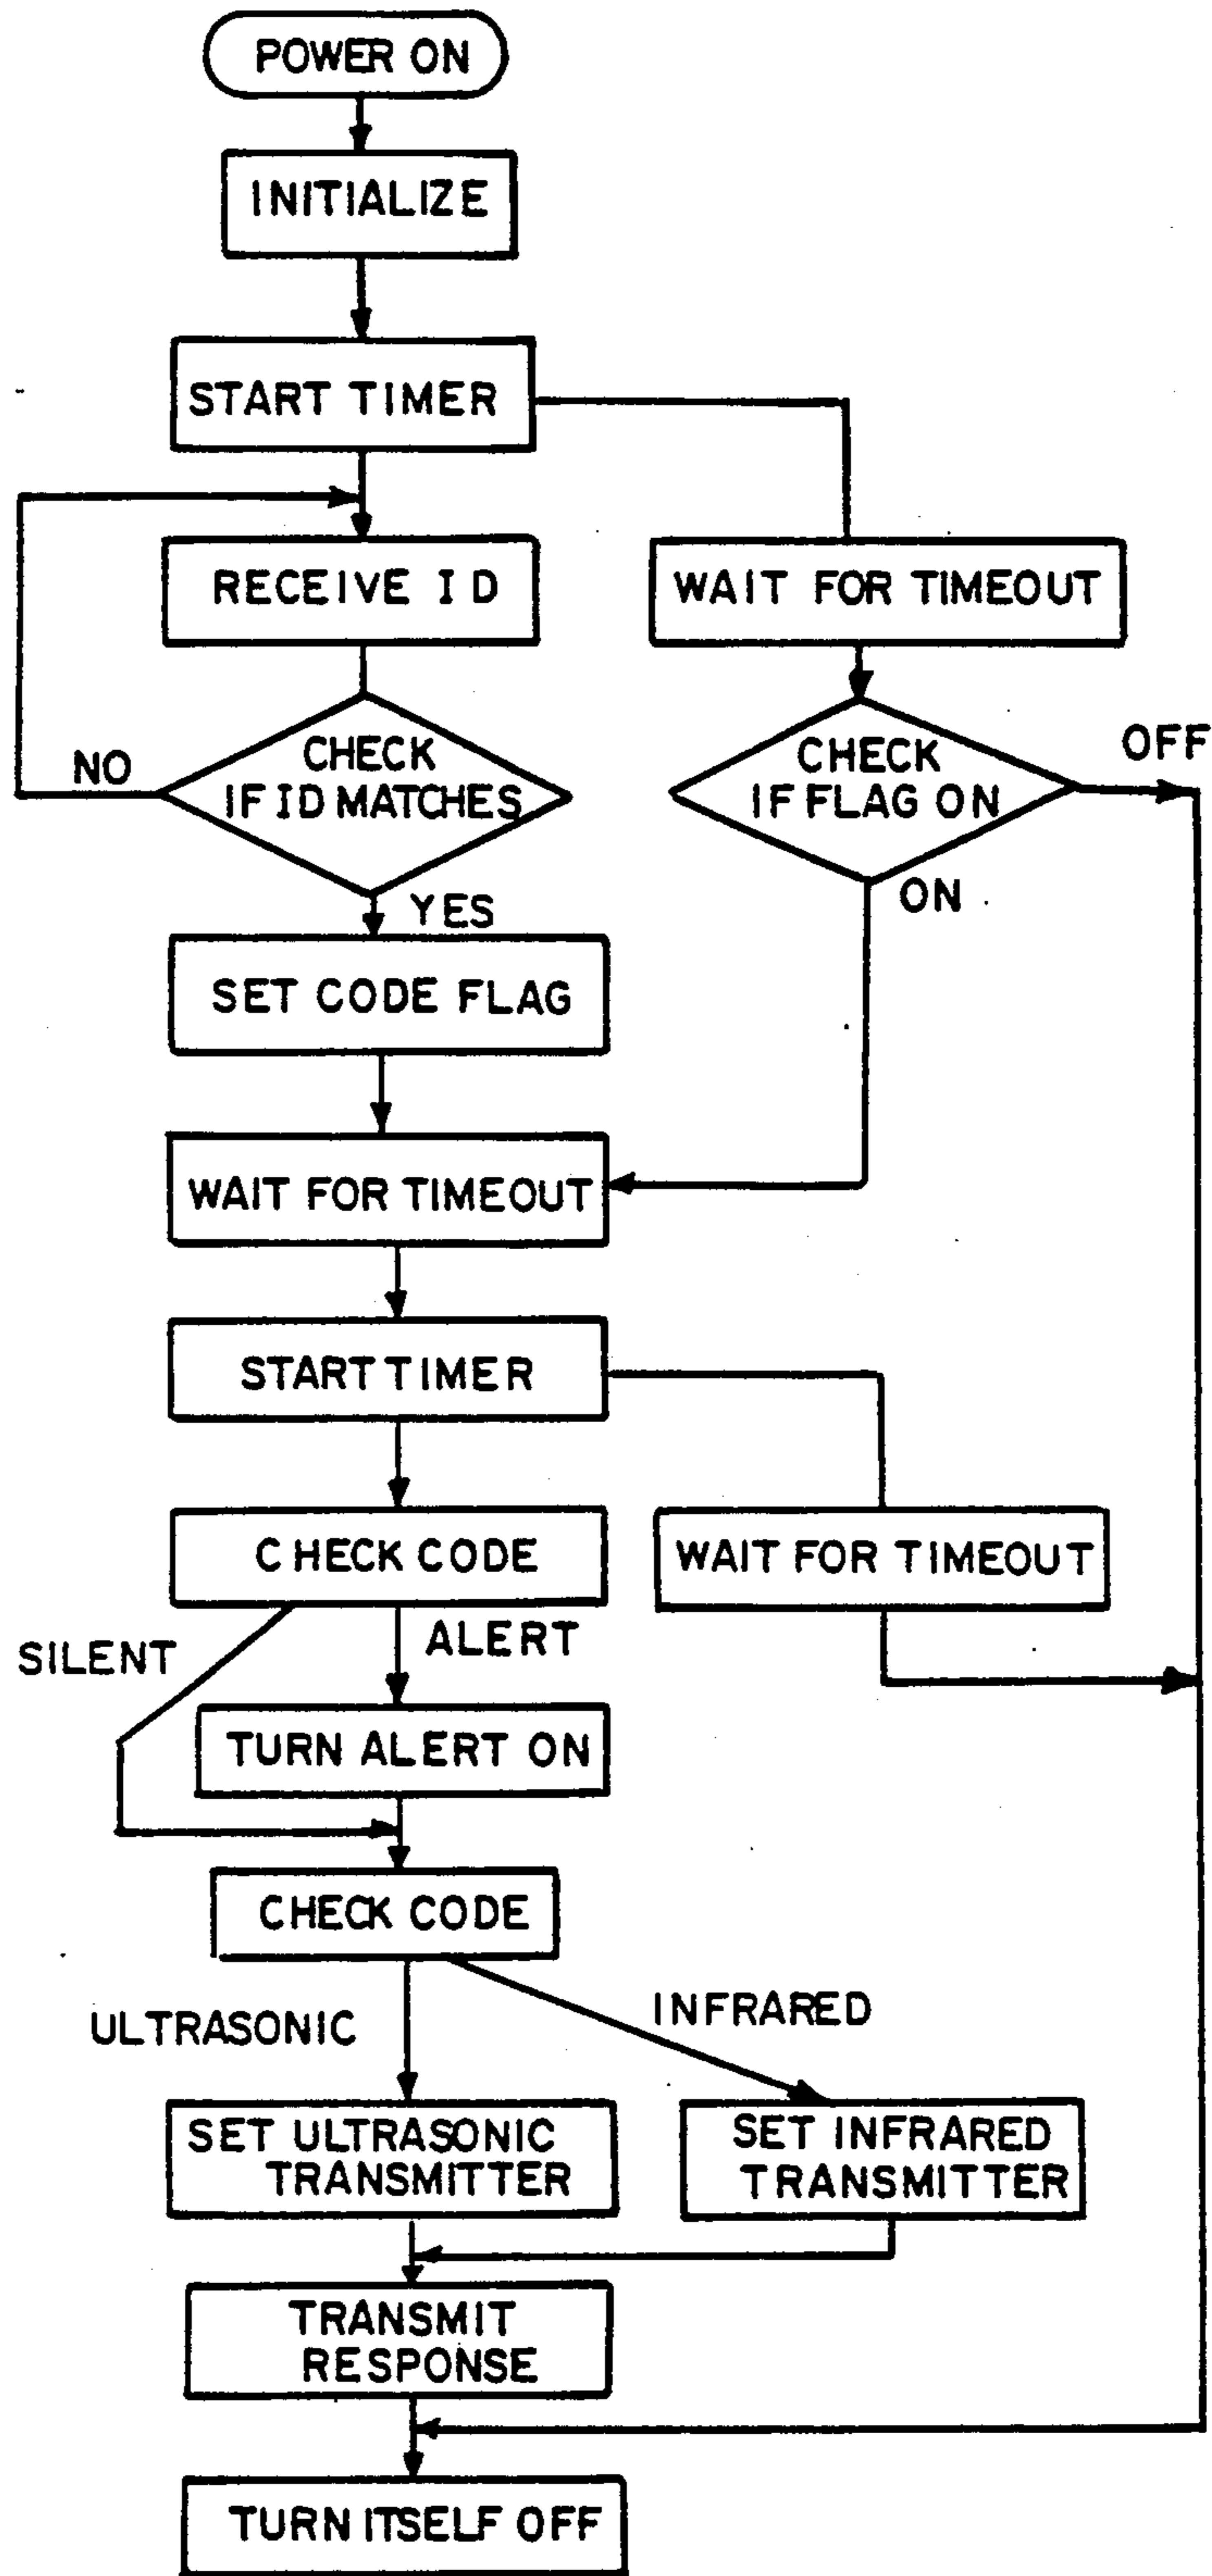 POWER ON
INITIALIZE
START TIMER
RECEIVE ID
WAIT FOR TIMEOUT
CHECK
IF ID MATCHES
NO
YES
CHECK
IF FLAG ON
OFF
ON
SET CODE FLAG
WAIT FOR TIMEOUT
START TIMER
CHECK CODE
WAIT FOR TIMEOUT
SILENT
ALERT
TURN ALERT ON
CHECK CODE
ULTRASONIC
INFRARED
SET ULTRASONIC
TRANSMITTER
SET INFRARED
TRANSMITTER
TRANSMIT
RESPONSE
TURN ITSELF OFF